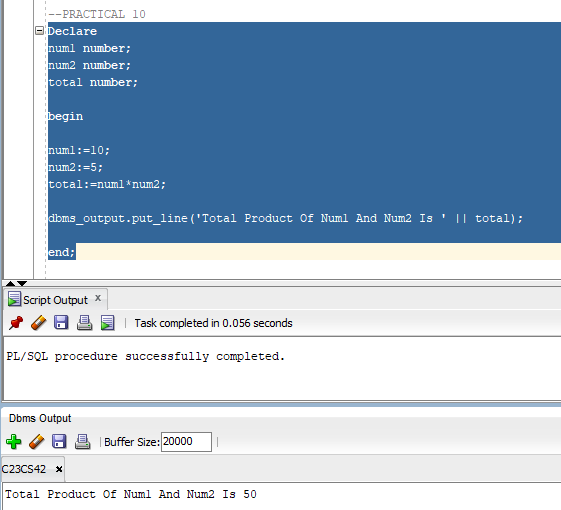 --PRACTICAL 10
Declare
num1 number;
num2 number;
total number;
begin
num1:=10;
num2:=5;
total:=num1*num2;
dbms_output.put_line('Total Product Of Num1 And Num2 Is ' || total);
end;
Script Output x
Task completed in 0.056 seconds
PL/SQL procedure successfully completed.
Dbms Output
Buffer Size: 20000
C23CS42 x
Total Product Of Num1 And Num2 Is 50